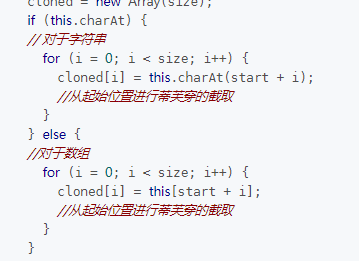 cloned = new Array(size);
if (this.charAt) {
//对于字符串
for (i = 0; i < size; i++) {
cloned[i] = this.charAt(start + i);
//从起始位置进行蒂芙穿的截取
}
} else {
//对于数组
for (i = 0; i < size; i++) {
cloned[i] = this[start + i];
//从起始位置进行蒂芙穿的截取
}
}